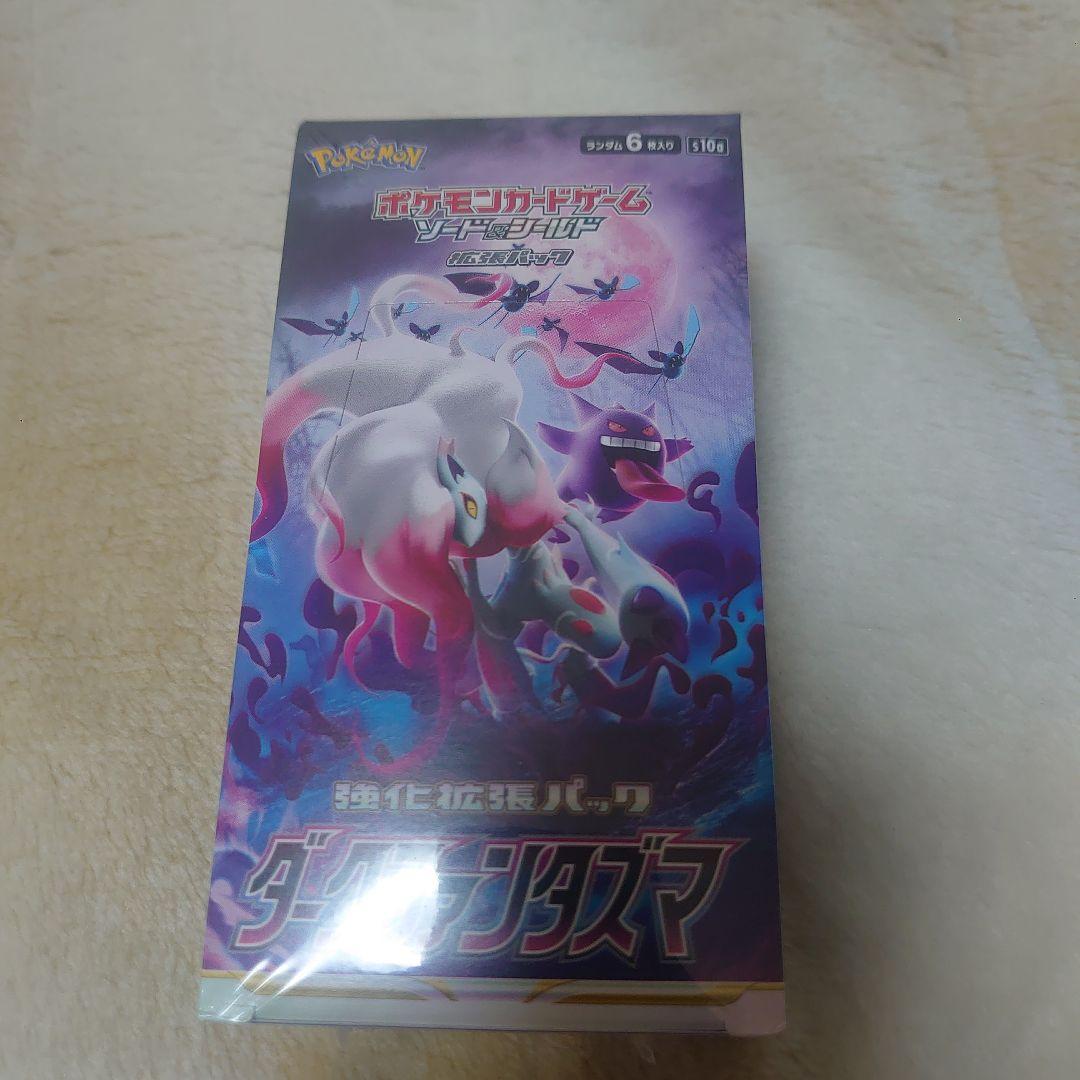 POKéMON
ランダム6枚入り s10a
ポケモンカードゲーム
ソード&シールド
拡張パック
強化拡張パック
ダークファンタズマ